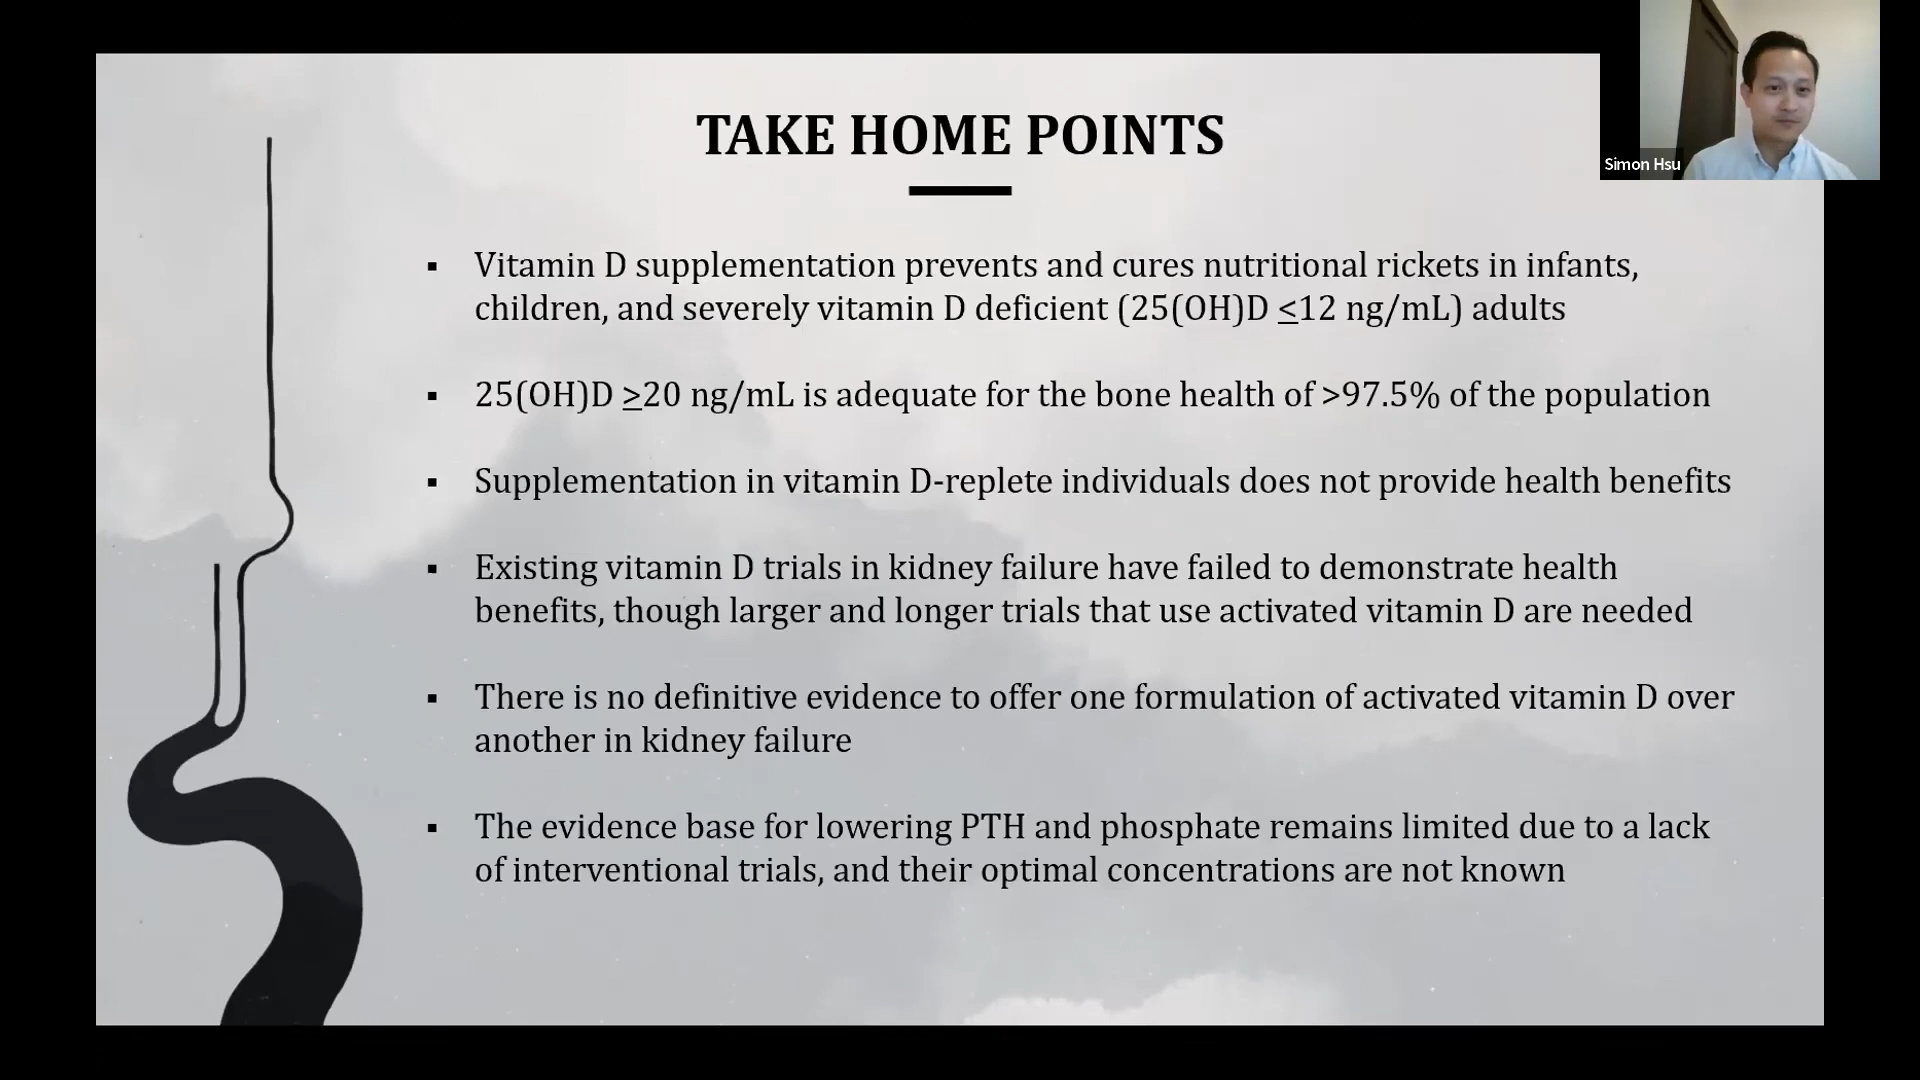 TAKE HOME POINTS
Simon Hsu
▪ Vitamin D supplementation prevents and cures nutritional rickets in infants,
children, and severely vitamin D deficient (25(OH)D ≤12 ng/mL) adults
▪ 25(OH)D ≥20 ng/mL is adequate for the bone health of >97.5% of the population
▪ Supplementation in vitamin D-replete individuals does not provide health benefits
▪ Existing vitamin D trials in kidney failure have failed to demonstrate health
benefits, though larger and longer trials that use activated vitamin D are needed
▪ There is no definitive evidence to offer one formulation of activated vitamin D over
another in kidney failure
▪ The evidence base for lowering PTH and phosphate remains limited due to a lack
of interventional trials, and their optimal concentrations are not known